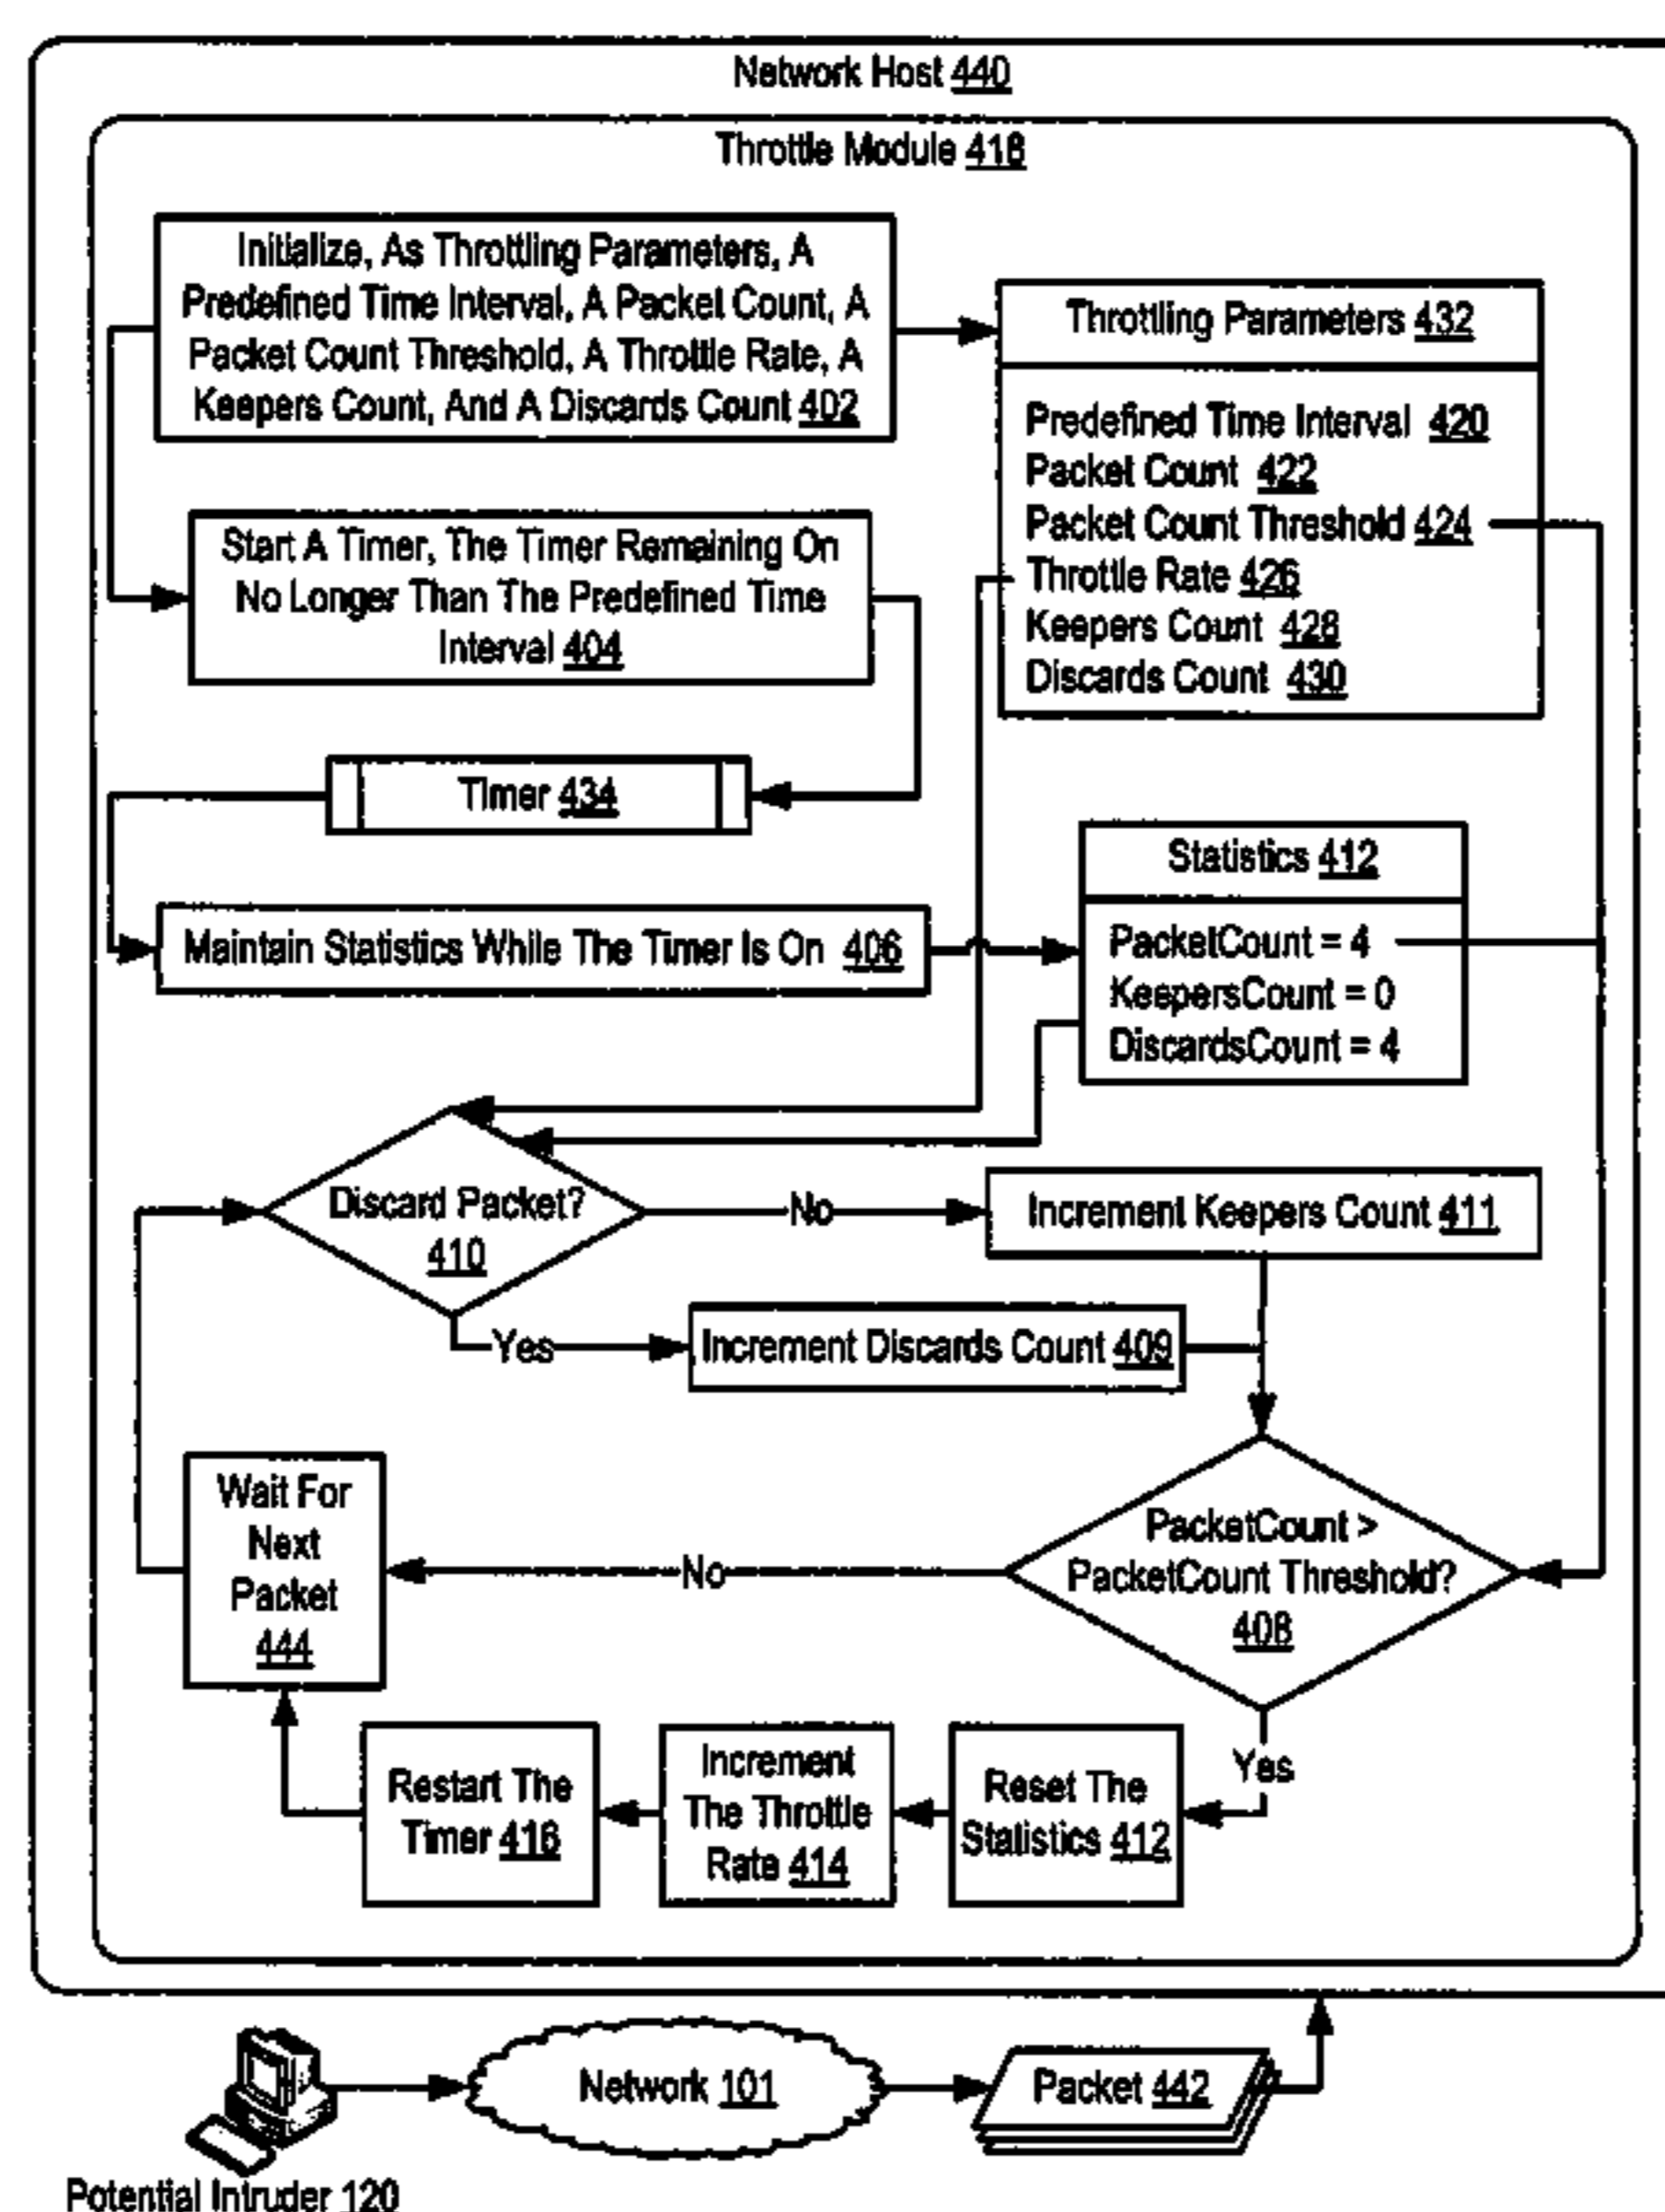 Network Host 440
Throttle Module 418
Initialize, As Throttling Parameters, A
Predefined Time Interval, A Packet Count, A
Packet Count Threshold, A Throttle Rate, A
Keepers Count, And A Discards Count 402
Throttling Parameters 432
Predefined Time Interval 420
Packet Count 422
Packet Count Threshold 424
Throttle Rate 426
Keepers Count 428
Discards Count 430
Start A Timer, The Timer Remaining On
No Longer Than The Predefined Time
Interval 404
Timer 434
Maintain Statistics While The Timer Is On 406
Statistics 412
PacketCount = 4
KeepersCount = 0
DiscardsCount = 4
Discard Packet?
410
No
Increment Keepers Count 411
Yes
Increment Discards Count 409
PacketCount >
PacketCount Threshold?
408
No
Wait For
Next
Packet
444
Yes
Reset The
Statistics 412
Increment
The Throttle
Rate 414
Restart The
Timer 416
Potential Intruder 120
Network 101
Packet 442